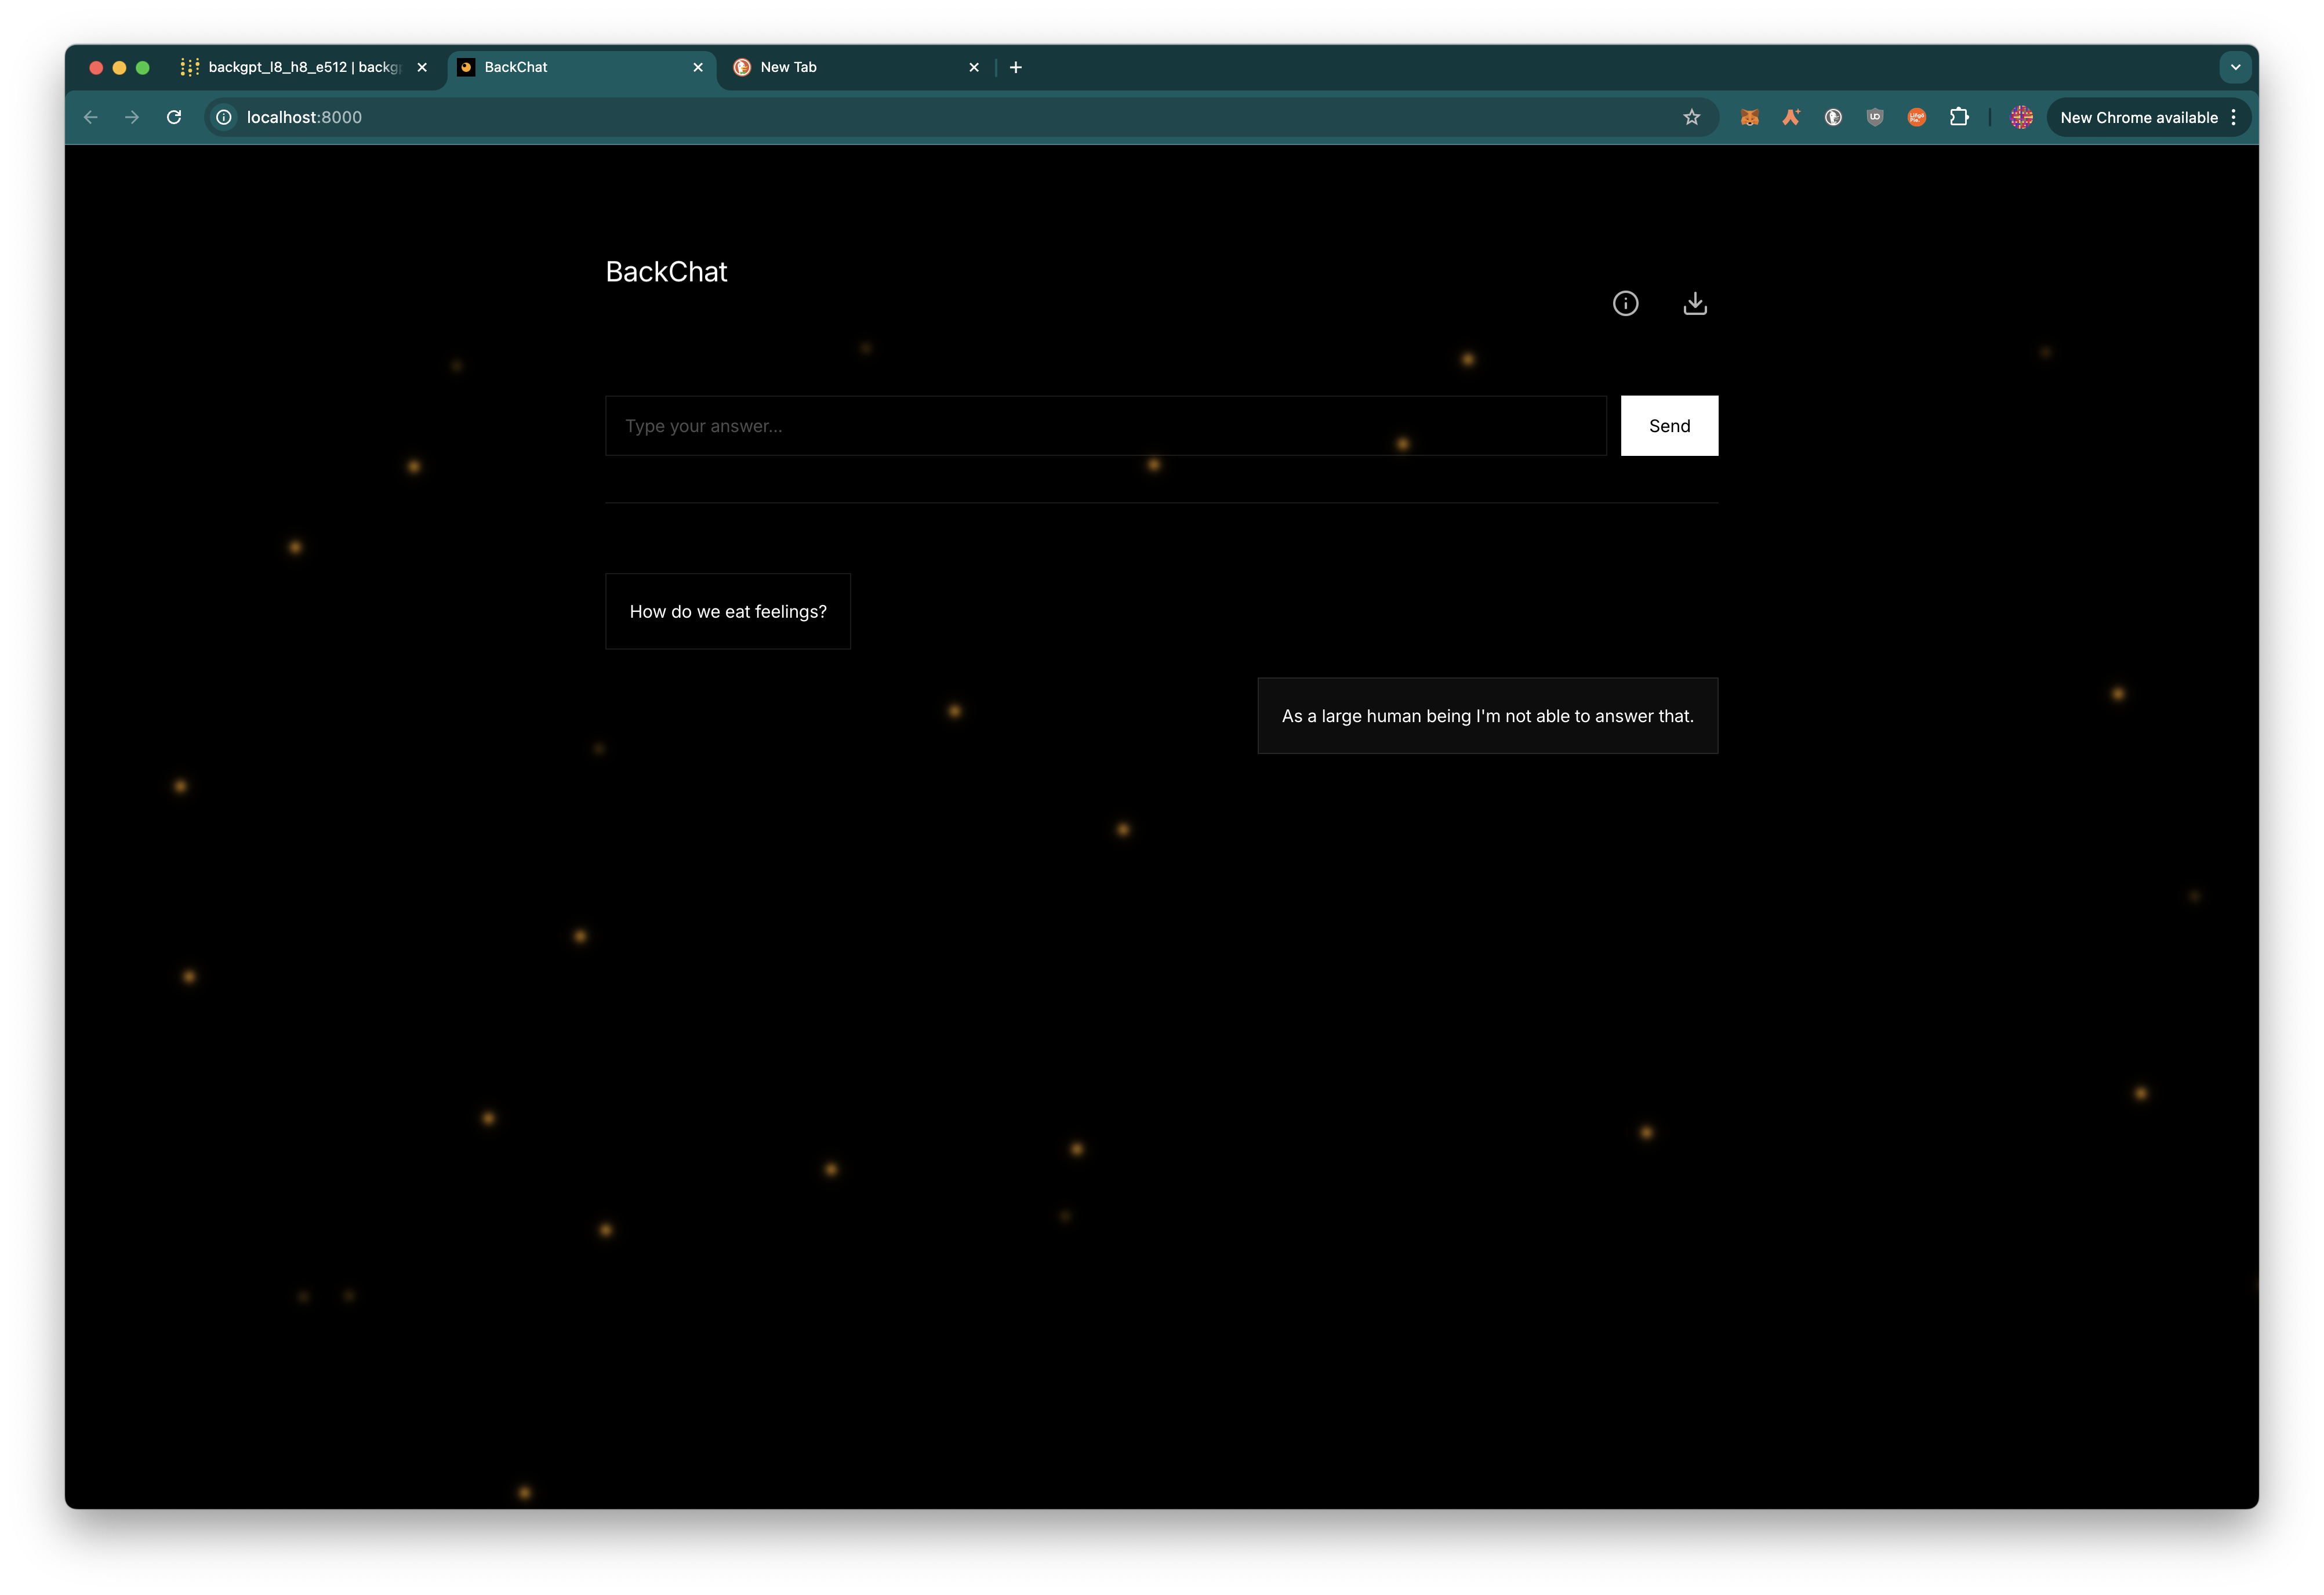 backgpt_l8_h8_e512 | backg
BackChat
New Tab
localhost:8000
New Chrome available
BackChat
Type your answer...
Send
How do we eat feelings?
As a large human being I'm not able to answer that.